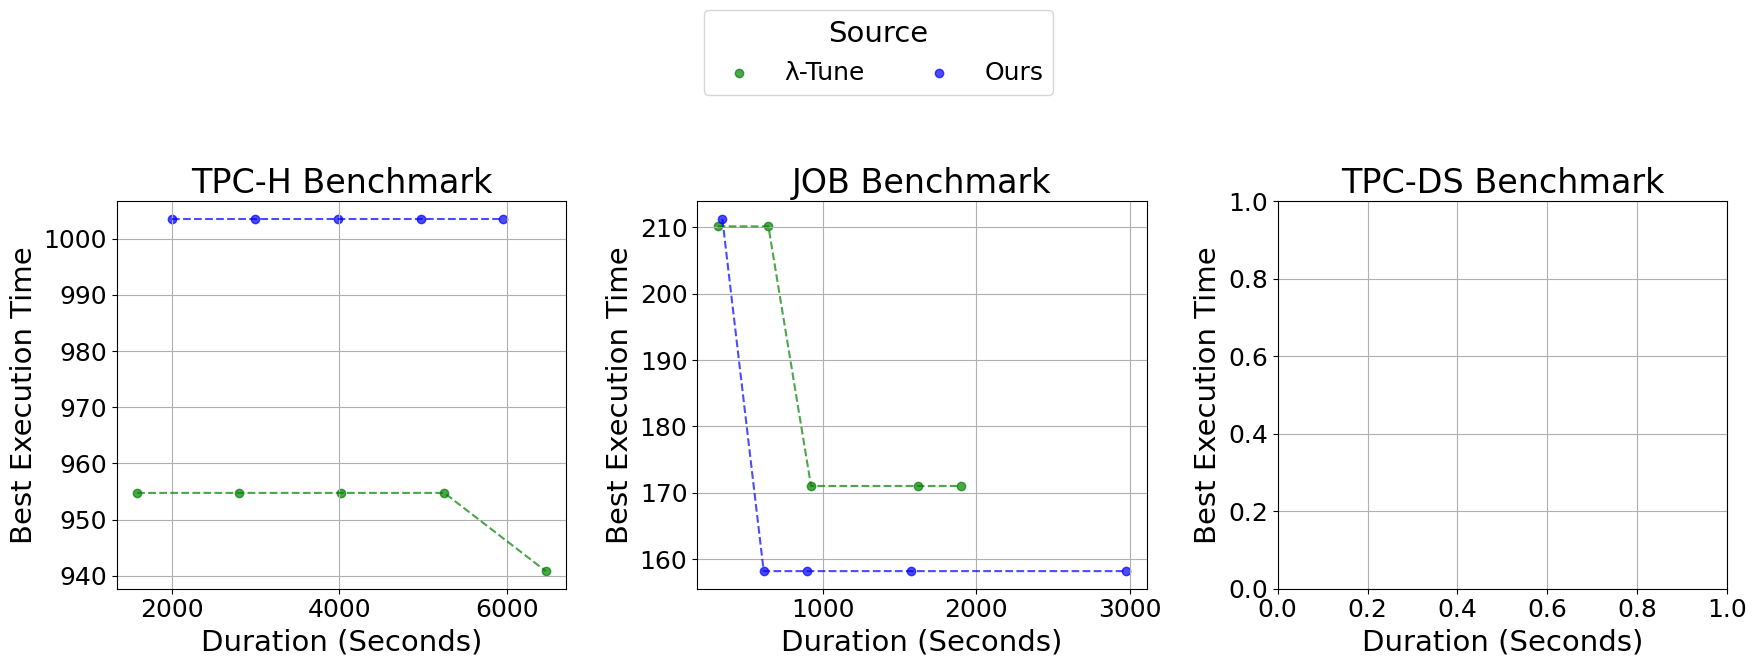 Source
λ-Tune Ours
TPC-H Benchmark
1000
990
980
970
960
950
940
Best Execution Time
2000 4000 6000
Duration (Seconds)
JOB Benchmark
210
200
190
180
170
160
Best Execution Time
1000 2000 3000
Duration (Seconds)
TPC-DS Benchmark
1.0
0.8
0.6
0.4
0.2
0.0
Best Execution Time
0.0 0.2 0.4 0.6 0.8 1.0
Duration (Seconds)